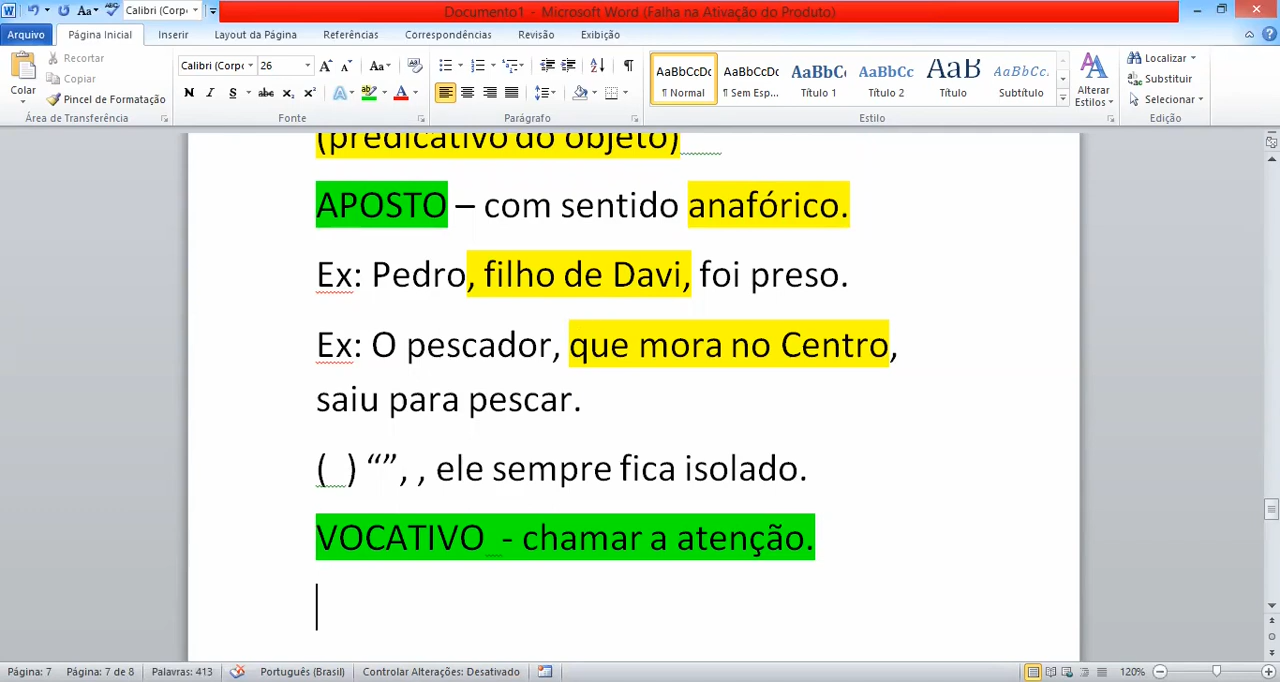 Documento1 - Microsoft Word (Falha na Ativação do Produto)
Calibri (Corpo
Arquivo Página Inicial Inserir Layout da Página Referências Correspondências Revisão Exibição
Colar
Recortar
Copiar
Pincel de Formatação
Área de Transferência
Calibri (Corpo 26
N I S abc
Fonte
Parágrafo
AaBbCcDc AaBbCcDc AaBbC AaBbCc AaB AaBbCc.
¶ Normal ¶ Sem Esp... Título 1 Título 2 Título Subtítulo
Alterar
Estilos
Estilo
Localizar
Substituir
Selecionar
Edição
(predicativo do objeto)
APOSTO – com sentido anafórico.
Ex: Pedro, filho de Davi, foi preso.
Ex: O pescador, que mora no Centro,
saiu para pescar.
( ) “”, , ele sempre fica isolado.
VOCATIVO - chamar a atenção.
Página: 7 Página: 7 de 8 Palavras: 413 Português (Brasil) Controlar Alterações: Desativado 120%